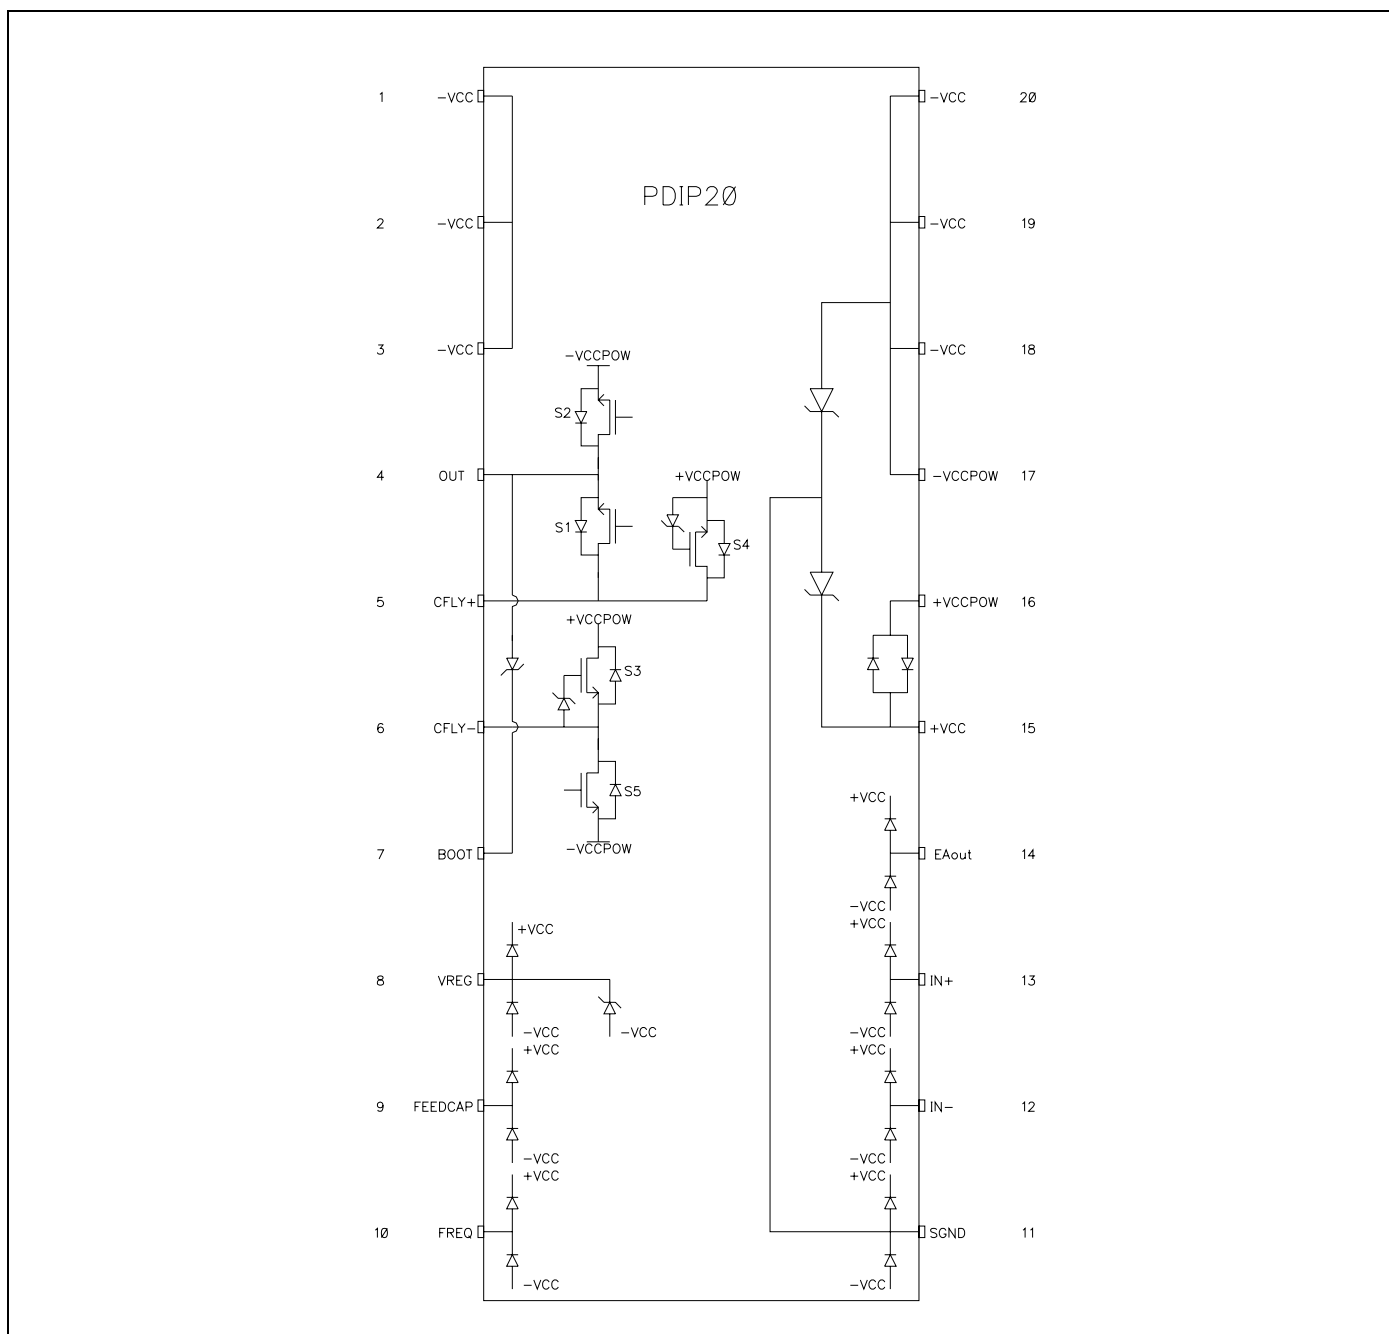 1 -VCC -VCC 20
PDIP20
2 -VCC -VCC 19
3 -VCC -VCC 18
-VCCPOW
S2
4 OUT +VCCPOW -VCCPOW 17
S1 S4
5 CFLY+ +VCCPOW 16
+VCCPOW
S3
6 CFLY- +VCC 15
S5
+VCC
7 BOOT -VCCPOW EAout 14
-VCC
+VCC +VCC
8 VREG IN+ 13
-VCC -VCC -VCC
+VCC +VCC
9 FEEDCAP IN- 12
-VCC -VCC
+VCC +VCC
10 FREQ SGND 11
-VCC -VCC